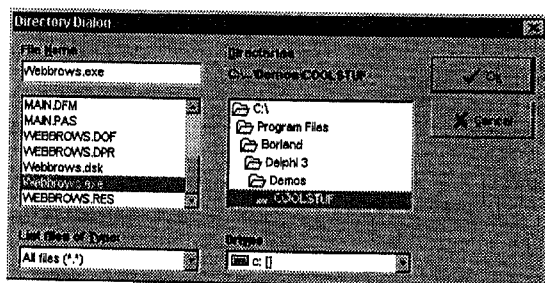 Directory Dialog
File Name
Webbrows.exe
MAIN.DFM
MAIN.PAS
WEBBROWS.DOF
WEBBROWS.DPR
Webbrows.dsk
Webbrows.exe
WEBBROWS.RES
List files of Type:
All files (*.*)
Directories
C:\...\Demos\COOLSTUF
C:\
Program Files
Borland
Delphi 3
Demos
COOLSTUF
Drives
c: []
Ok
Cancel